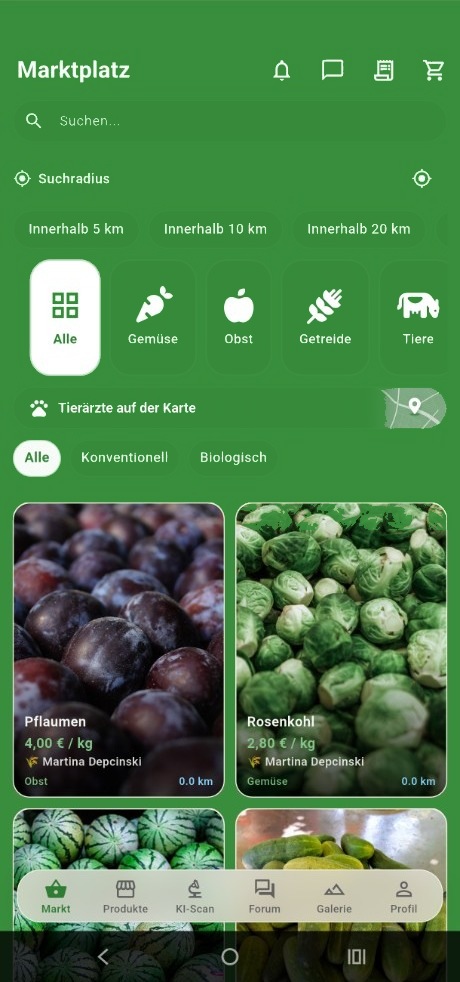 Marktplatz
Suchen...
Suchradius
Innerhalb 5 km
Innerhalb 10 km
Innerhalb 20 km
Alle
Gemüse
Obst
Getreide
Tiere
Tierärzte auf der Karte
Alle
Konventionell
Biologisch
Pflaumen
4,00 € / kg
Martina Depcinski
Obst
0.0 km
Rosenkohl
2,80 € / kg
Martina Depcinski
Gemüse
0.0 km
Markt
Produkte
KI-Scan
Forum
Galerie
Profil